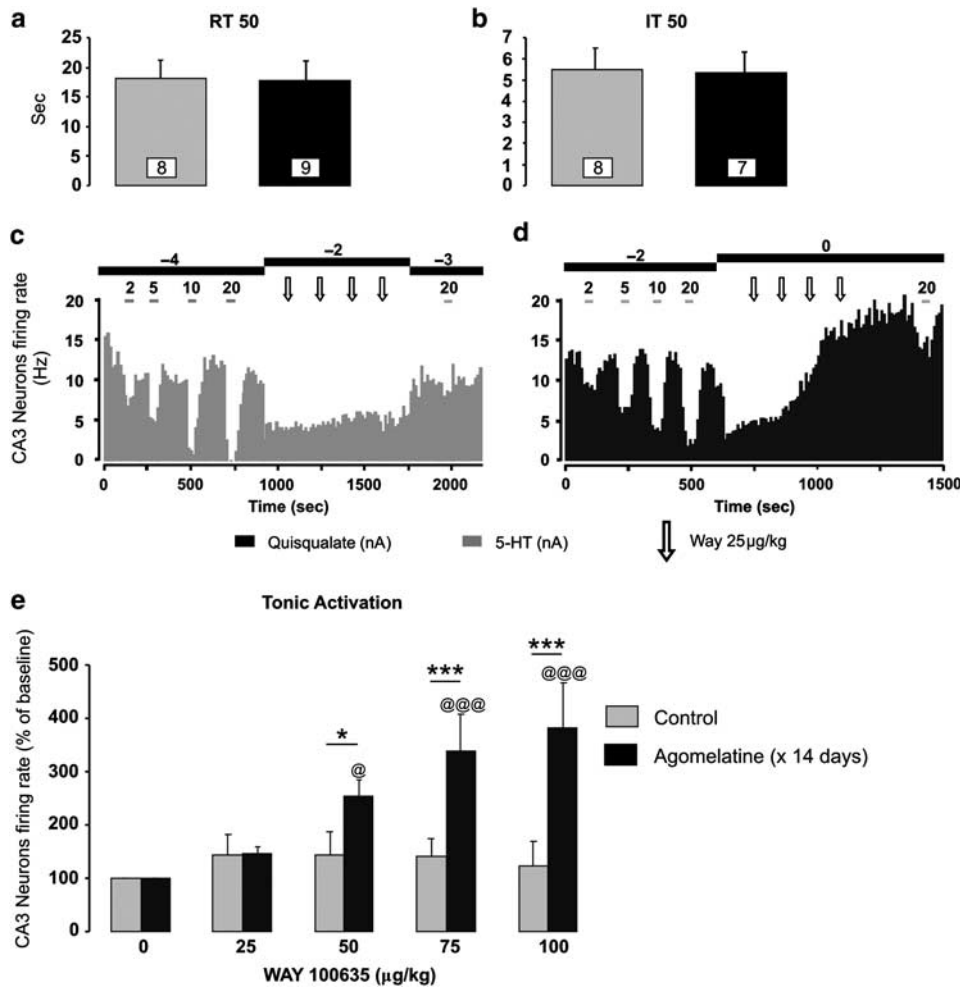 a
RT 50
Sec
25
20
15
10
5
0
8
9
b
IT 50
7
6
5
4
3
2
1
0
8
7
c
CA3 Neurons firing rate
(Hz)
–4
–2
–3
2 5 10 20 20
20
15
10
5
0
0 500 1000 1500 2000
Time (sec)
d
–2
0
2 5 10 20 20
20
15
10
5
0
0 500 1000 1500
Time (sec)
Quisqualate (nA)
5-HT (nA)
Way 25µg/kg
e
Tonic Activation
CA3 Neurons firing rate (% of baseline)
500
400
300
200
100
0
* @
*** @@@
*** @@@
0 25 50 75 100
WAY 100635 (µg/kg)
Control
Agomelatine (x 14 days)